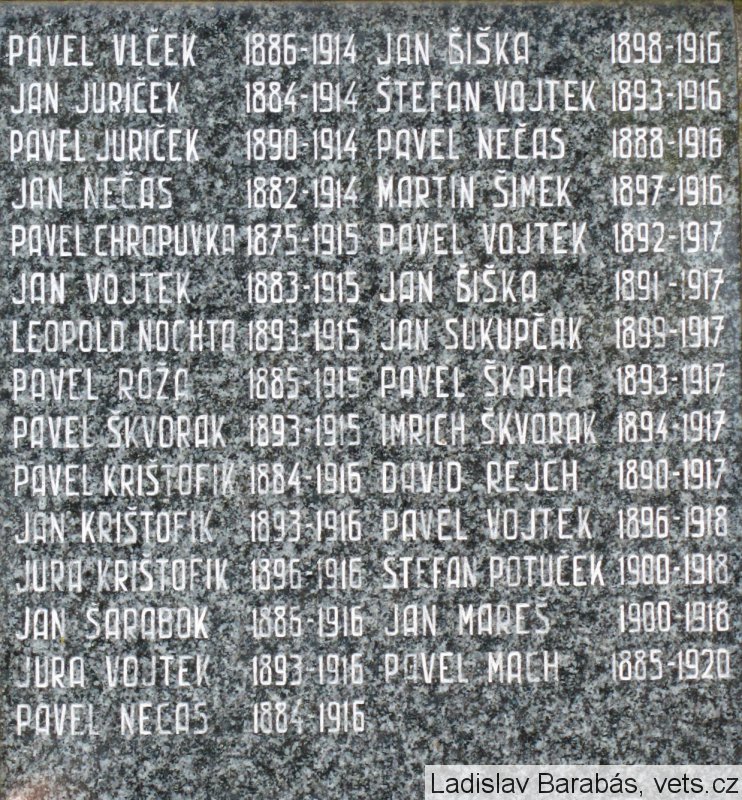 PAVEL VLČEK 1886-1914 JAN ŠIŠKA 1898-1916
JAN JURIČEK 1884-1914 ŠTEFAN VOJTEK 1893-1916
PAVEL JURIČEK 1890-1914 PAVEL NEČAS 1888-1916
JAN NEČAS 1882-1914 MARTIN ŠIMEK 1897-1916
PAVEL CHROPUVKA 1875-1915 PAVEL VOJTEK 1892-1917
JAN VOJTEK 1883-1915 JAN ŠIŠKA 1891-1917
LEOPOLD NOCHTA 1893-1915 JAN SUKUPČAK 1899-1917
PAVEL ROŽA 1885-1915 PAVEL ŠKRHA 1893-1917
PAVEL ŠKVORAK 1893-1915 IMRICH ŠKVORAK 1894-1917
PAVEL KRIŠTOFIK 1884-1916 DAVID REJCH 1890-1917
JAN KRIŠTOFIK 1893-1916 PAVEL VOJTEK 1896-1918
JURA KRIŠTOFIK 1896-1916 ŠTEFAN POTUČEK 1900-1918
JAN ŠARABOK 1886-1916 JAN MAREŠ 1900-1918
JURA VOJTEK 1893-1916 PAVEL MACH 1885-1920
PAVEL NEČAS 1884-1916
Ladislav Barabás, vets.cz